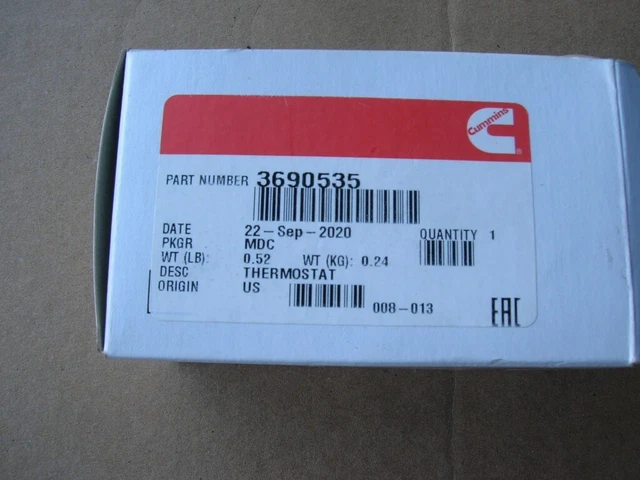 Cummins
PART NUMBER 3690535
DATE 22-Sep-2020 QUANTITY 1
PKGR MDC
WT (LB): 0.52 WT (KG): 0.24
DESC THERMOSTAT
ORIGIN US
008-013
EAC